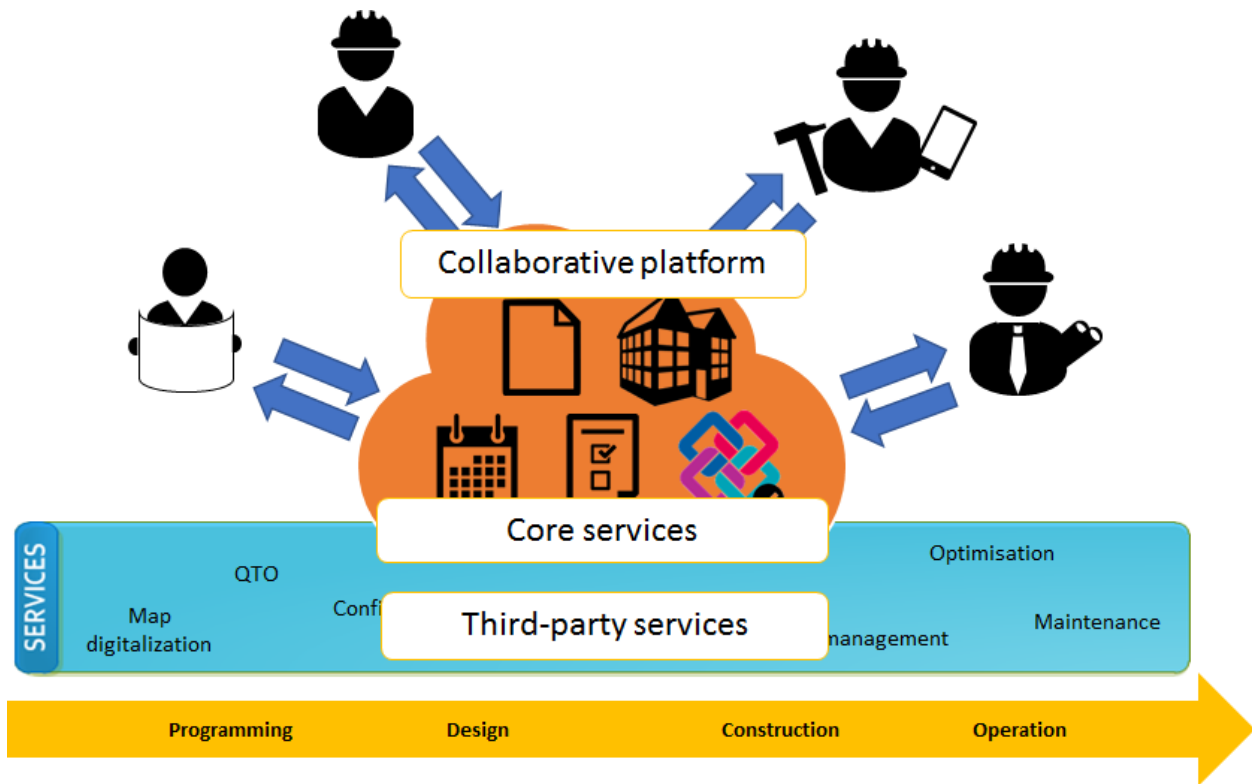 Collaborative platform
Core services
SERVICES
Optimisation
QTO
Map
digitalization
Third-party services
management
Maintenance
Programming
Design
Construction
Operation